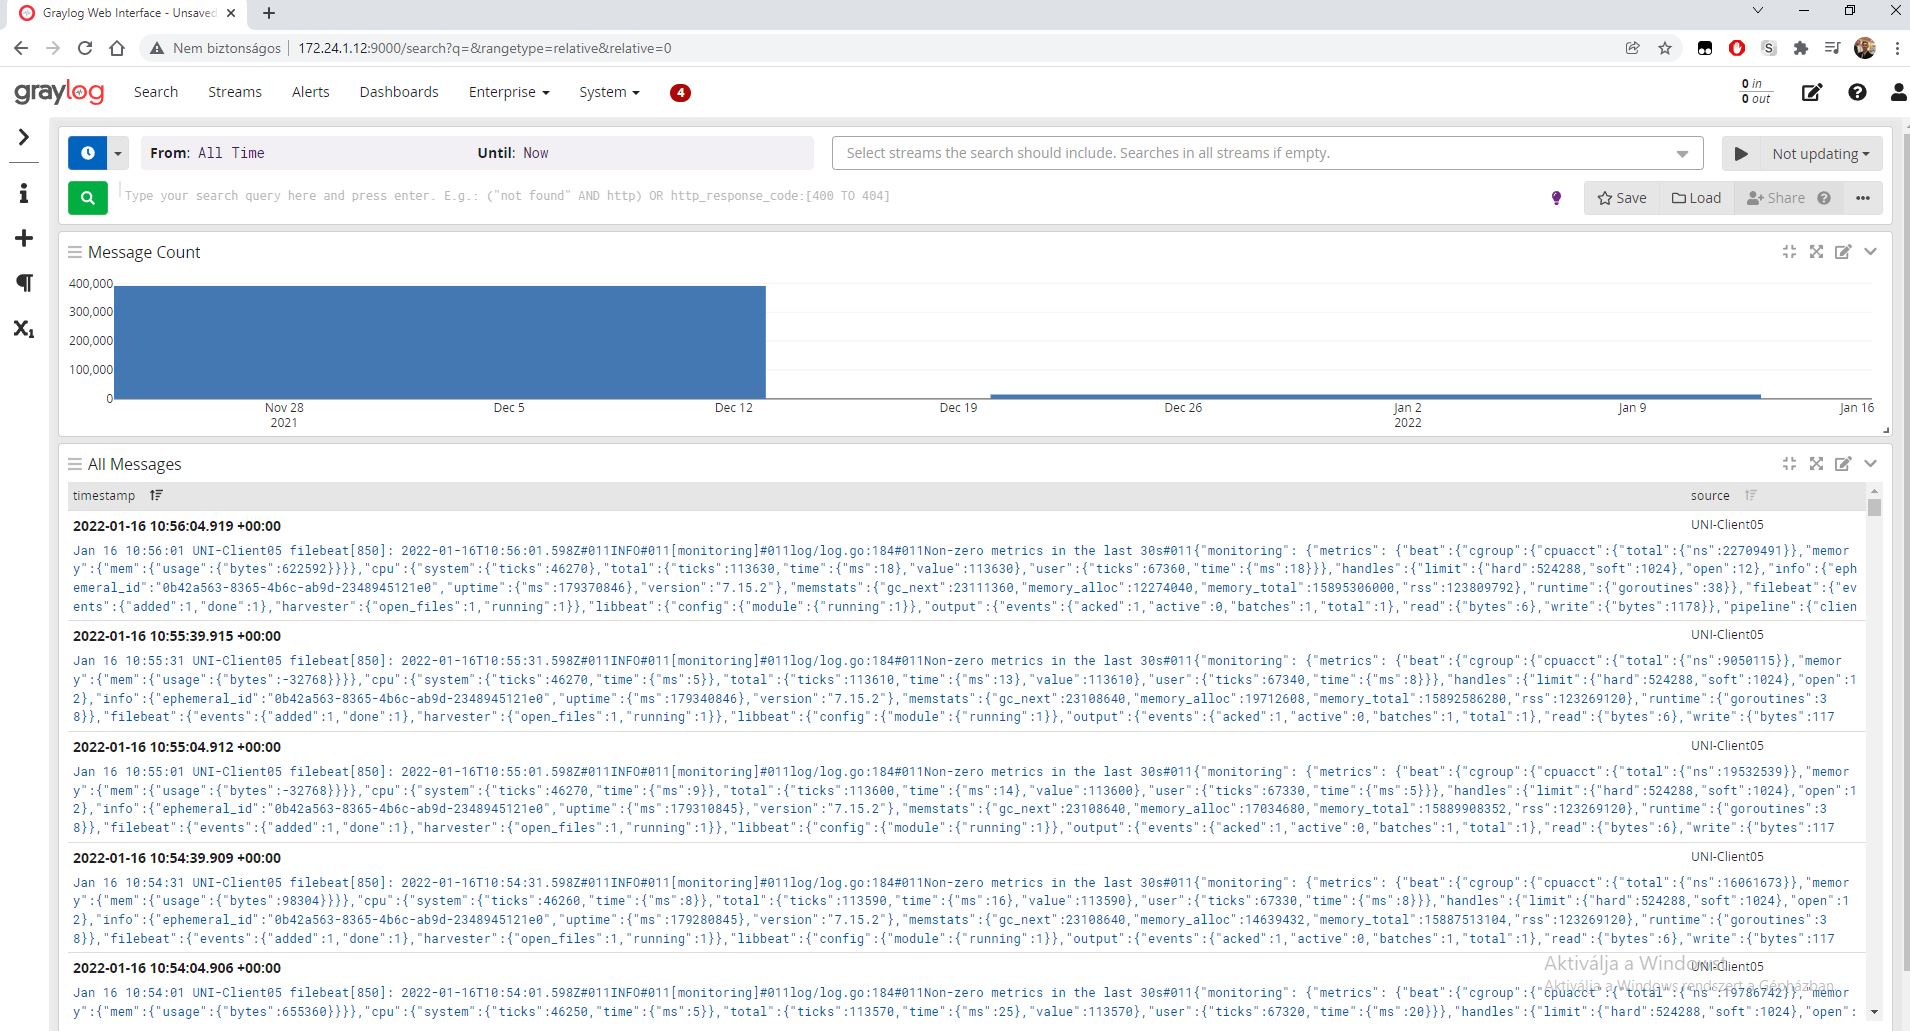 Graylog Web Interface - Unsaved
Nem biztonságos 172.24.1.12:9000/search?q=&rangetype=relative&relative=0
graylog Search Streams Alerts Dashboards Enterprise System 4 0 in
0 out
From: All Time Until: Now Select streams the search should include. Searches in all streams if empty. Not updating
Type your search query here and press enter. E.g.: ("not found" AND http) OR http_response_code:[400 TO 404] Save Load Share
Message Count
400,000
300,000
200,000
100,000
0
Nov 28 Dec 5 Dec 12 Dec 19 Dec 26 Jan 2 Jan 9 Jan 16
2021 2022
All Messages
timestamp source
2022-01-16 10:56:04.919 +00:00 UNI-Client05
Jan 16 10:56:01 UNI-Client05 filebeat[850]: 2022-01-16T10:56:01.598Z#011INFO#011[monitoring]#011log/log.go:184#011Non-zero metrics in the last 30s#011{"monitoring": {"metrics": {"beat":{"cgroup":{"cpuacct":{"total":{"ns":22709491}},"memor
y":{"mem":{"usage":{"bytes":622592}}}},"cpu":{"system":{"ticks":46270},"total":{"ticks":113630,"time":{"ms":18},"value":113630},"user":{"ticks":67360,"time":{"ms":18}}},"handles":{"limit":{"hard":524288,"soft":1024},"open":12},"info":{"eph
emeral_id":"0b42a563-8365-4b6c-ab9d-2348945121e0","uptime":{"ms":179370846},"version":"7.15.2"},"memstats":{"gc_next":23111360,"memory_alloc":12274040,"memory_total":15895306000,"rss":123809792},"runtime":{"goroutines":38}},"filebeat":{"ev
ents":{"added":1,"done":1},"harvester":{"open_files":1,"running":1}},"libbeat":{"config":{"module":{"running":1}},"output":{"events":{"acked":1,"active":0,"batches":1,"total":1},"read":{"bytes":6},"write":{"bytes":1178}},"pipeline":{"clien
2022-01-16 10:55:39.915 +00:00 UNI-Client05
Jan 16 10:55:31 UNI-Client05 filebeat[850]: 2022-01-16T10:55:31.598Z#011INFO#011[monitoring]#011log/log.go:184#011Non-zero metrics in the last 30s#011{"monitoring": {"metrics": {"beat":{"cgroup":{"cpuacct":{"total":{"ns":9050115}},"memor
y":{"mem":{"usage":{"bytes":-32768}}}},"cpu":{"system":{"ticks":46270,"time":{"ms":5}},"total":{"ticks":113610,"time":{"ms":13},"value":113610},"user":{"ticks":67340,"time":{"ms":8}}},"handles":{"limit":{"hard":524288,"soft":1024},"open":1
2},"info":{"ephemeral_id":"0b42a563-8365-4b6c-ab9d-2348945121e0","uptime":{"ms":179340846},"version":"7.15.2"},"memstats":{"gc_next":23108640,"memory_alloc":19712608,"memory_total":15892586280,"rss":123269120},"runtime":{"goroutines":3
8}},"filebeat":{"events":{"added":1,"done":1},"harvester":{"open_files":1,"running":1}},"libbeat":{"config":{"module":{"running":1}},"output":{"events":{"acked":1,"active":0,"batches":1,"total":1},"read":{"bytes":6},"write":{"bytes":117
2022-01-16 10:55:04.912 +00:00 UNI-Client05
Jan 16 10:55:01 UNI-Client05 filebeat[850]: 2022-01-16T10:55:01.598Z#011INFO#011[monitoring]#011log/log.go:184#011Non-zero metrics in the last 30s#011{"monitoring": {"metrics": {"beat":{"cgroup":{"cpuacct":{"total":{"ns":19532539}},"memor
y":{"mem":{"usage":{"bytes":-32768}}}},"cpu":{"system":{"ticks":46270,"time":{"ms":9}},"total":{"ticks":113600,"time":{"ms":14},"value":113600},"user":{"ticks":67330,"time":{"ms":5}}},"handles":{"limit":{"hard":524288,"soft":1024},"open":1
2},"info":{"ephemeral_id":"0b42a563-8365-4b6c-ab9d-2348945121e0","uptime":{"ms":179310845},"version":"7.15.2"},"memstats":{"gc_next":23108640,"memory_alloc":17034680,"memory_total":15889908352,"rss":123269120},"runtime":{"goroutines":3
8}},"filebeat":{"events":{"added":1,"done":1},"harvester":{"open_files":1,"running":1}},"libbeat":{"config":{"module":{"running":1}},"output":{"events":{"acked":1,"active":0,"batches":1,"total":1},"read":{"bytes":6},"write":{"bytes":117
2022-01-16 10:54:39.909 +00:00 UNI-Client05
Jan 16 10:54:31 UNI-Client05 filebeat[850]: 2022-01-16T10:54:31.598Z#011INFO#011[monitoring]#011log/log.go:184#011Non-zero metrics in the last 30s#011{"monitoring": {"metrics": {"beat":{"cgroup":{"cpuacct":{"total":{"ns":16061673}},"memor
y":{"mem":{"usage":{"bytes":98304}}}},"cpu":{"system":{"ticks":46260,"time":{"ms":8}},"total":{"ticks":113590,"time":{"ms":16},"value":113590},"user":{"ticks":67330,"time":{"ms":8}}},"handles":{"limit":{"hard":524288,"soft":1024},"open":1
2},"info":{"ephemeral_id":"0b42a563-8365-4b6c-ab9d-2348945121e0","uptime":{"ms":179280845},"version":"7.15.2"},"memstats":{"gc_next":23108640,"memory_alloc":14639432,"memory_total":15887513104,"rss":123269120},"runtime":{"goroutines":3
8}},"filebeat":{"events":{"added":1,"done":1},"harvester":{"open_files":1,"running":1}},"libbeat":{"config":{"module":{"running":1}},"output":{"events":{"acked":1,"active":0,"batches":1,"total":1},"read":{"bytes":6},"write":{"bytes":117
2022-01-16 10:54:04.906 +00:00 UNI-Client05
Aktiválja a Windowst
Aktiválja a Windows rendszert a Gépházban.
Jan 16 10:54:01 UNI-Client05 filebeat[850]: 2022-01-16T10:54:01.598Z#011INFO#011[monitoring]#011log/log.go:184#011Non-zero metrics in the last 30s#011{"monitoring": {"metrics": {"beat":{"cgroup":{"cpuacct":{"total":{"ns":19786742}},"memor
y":{"mem":{"usage":{"bytes":655360}}}},"cpu":{"system":{"ticks":46250,"time":{"ms":5}},"total":{"ticks":113570,"time":{"ms":25},"value":113570},"user":{"ticks":67320,"time":{"ms":20}}},"handles":{"limit":{"hard":524288,"soft":1024},"open":